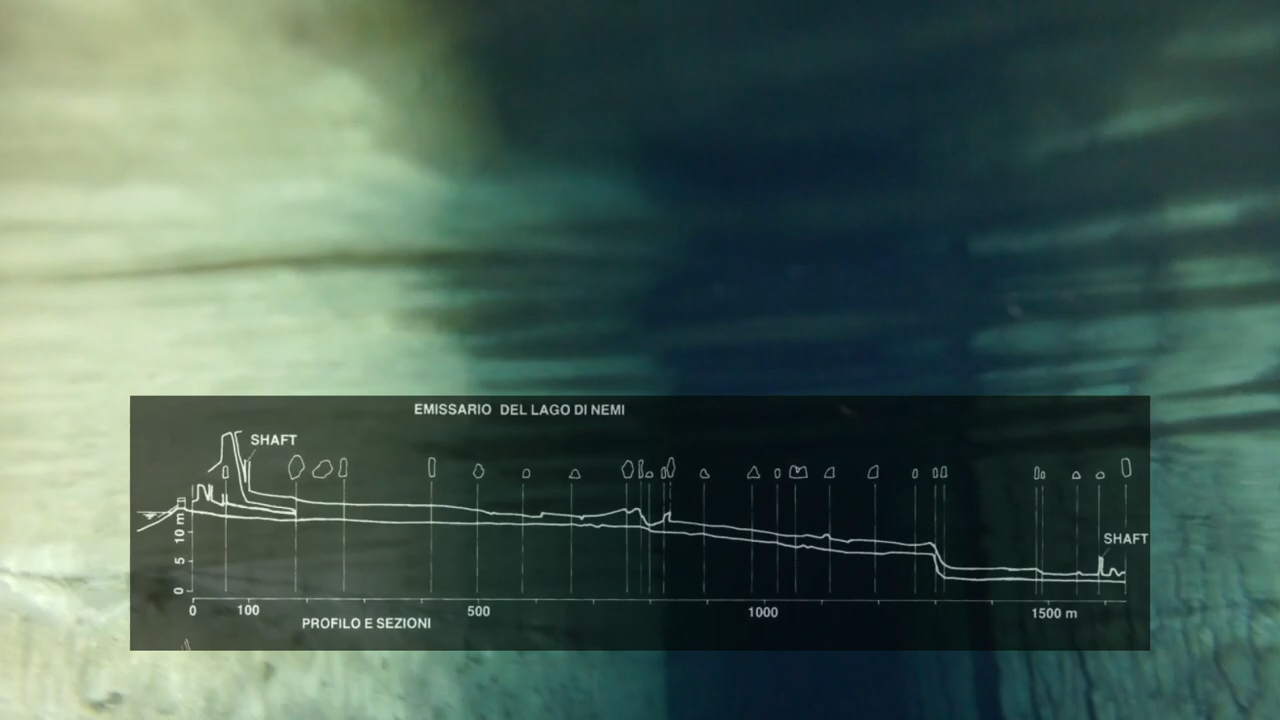 EMISSARIO DEL LAGO DI NEMI
SHAFT
SHAFT
10 m
5
0
0 100 500 1000 1500 m
PROFILO E SEZIONI